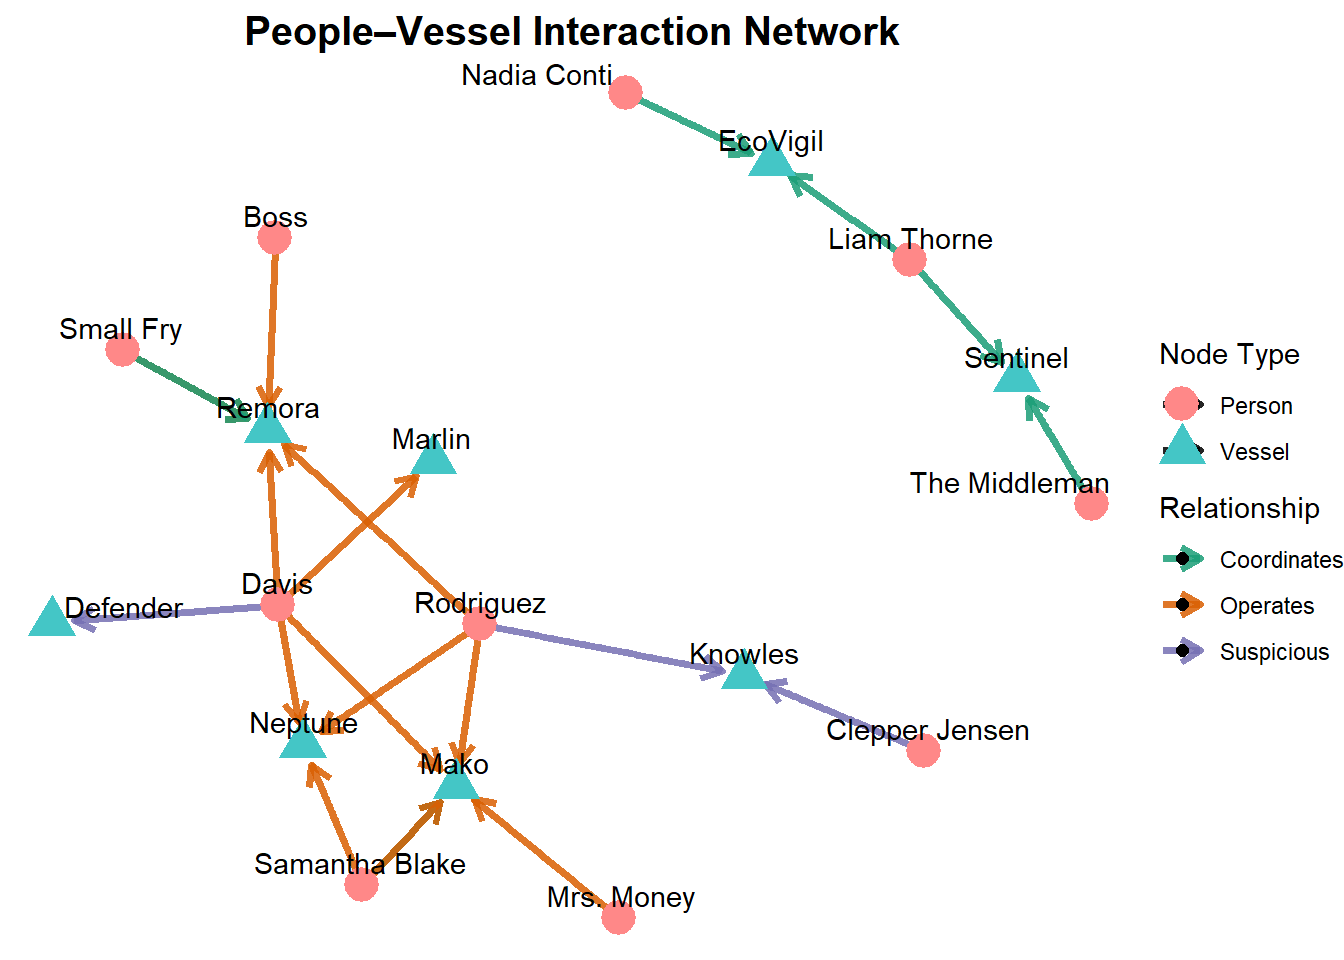 People–Vessel Interaction Network
Nadia Conti
EcoVigil
Boss
Liam Thorne
Small Fry
Sentinel
Remora
Marlin
The Middleman
Davis
Defender
Rodriguez
Knowles
Neptune
Clepper Jensen
Mako
Samantha Blake
Mrs. Money
Node Type
Person
Vessel
Relationship
Coordinates
Operates
Suspicious